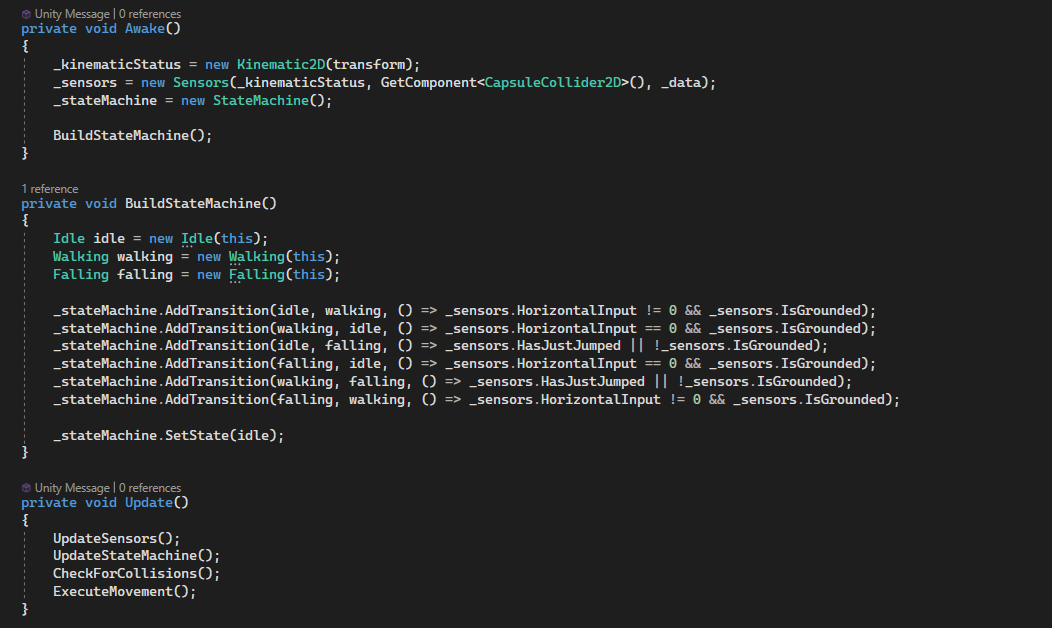 Unity Message | 0 references
private void Awake()
{
    _kinematicStatus = new Kinematic2D(transform);
    _sensors = new Sensors(_kinematicStatus, GetComponent<CapsuleCollider2D>(), _data);
    _stateMachine = new StateMachine();

    BuildStateMachine();
}

1 reference
private void BuildStateMachine()
{
    Idle idle = new Idle(this);
    Walking walking = new Walking(this);
    Falling falling = new Falling(this);

    _stateMachine.AddTransition(idle, walking, () => _sensors.HorizontalInput != 0 && _sensors.IsGrounded);
    _stateMachine.AddTransition(walking, idle, () => _sensors.HorizontalInput == 0 && _sensors.IsGrounded);
    _stateMachine.AddTransition(idle, falling, () => _sensors.HasJustJumped || !_sensors.IsGrounded);
    _stateMachine.AddTransition(falling, idle, () => _sensors.HorizontalInput == 0 && _sensors.IsGrounded);
    _stateMachine.AddTransition(walking, falling, () => _sensors.HasJustJumped || !_sensors.IsGrounded);
    _stateMachine.AddTransition(falling, walking, () => _sensors.HorizontalInput != 0 && _sensors.IsGrounded);

    _stateMachine.SetState(idle);
}

Unity Message | 0 references
private void Update()
{
    UpdateSensors();
    UpdateStateMachine();
    CheckForCollisions();
    ExecuteMovement();
}